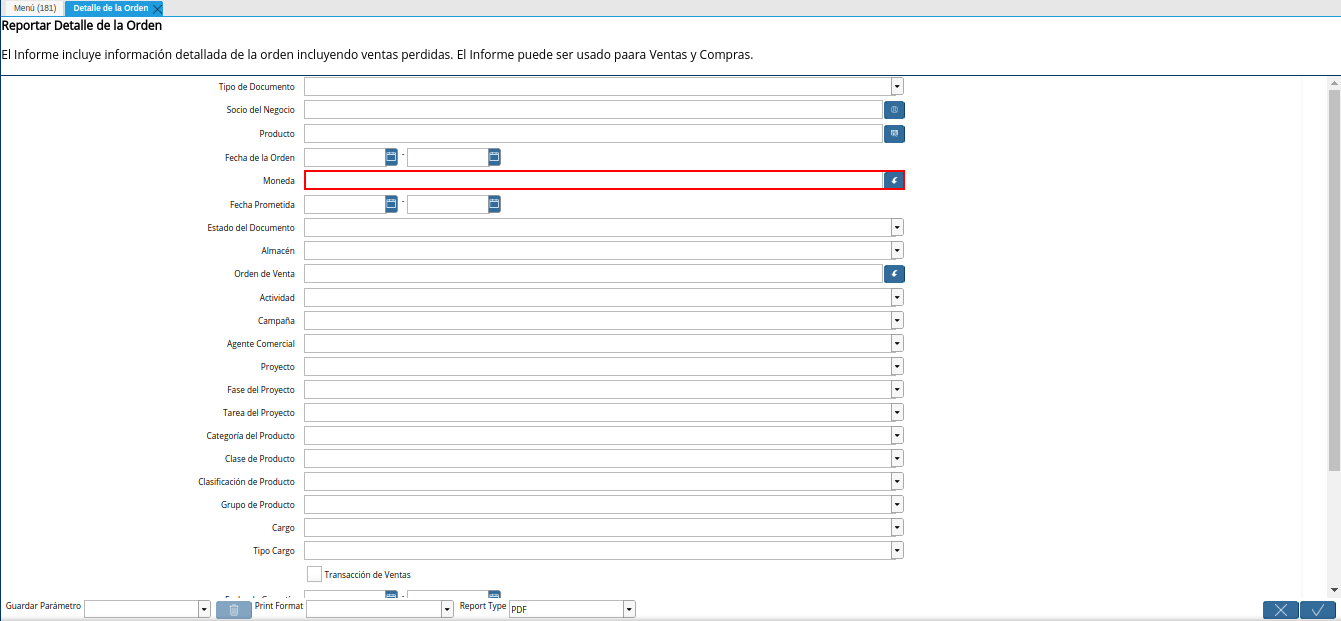 Menú (181) Detalle de la Orden
Reportar Detalle de la Orden
El Informe incluye información detallada de la orden incluyendo ventas perdidas. El Informe puede ser usado paara Ventas y Compras.
Tipo de Documento
Socio del Negocio
Producto
Fecha de la Orden -
Moneda
Fecha Prometida -
Estado del Documento
Almacén
Orden de Venta
Actividad
Campaña
Agente Comercial
Proyecto
Fase del Proyecto
Tarea del Proyecto
Categoría del Producto
Clase de Producto
Clasificación de Producto
Grupo de Producto
Cargo
Tipo Cargo
Transacción de Ventas
Guardar Parámetro Print Format Report Type PDF